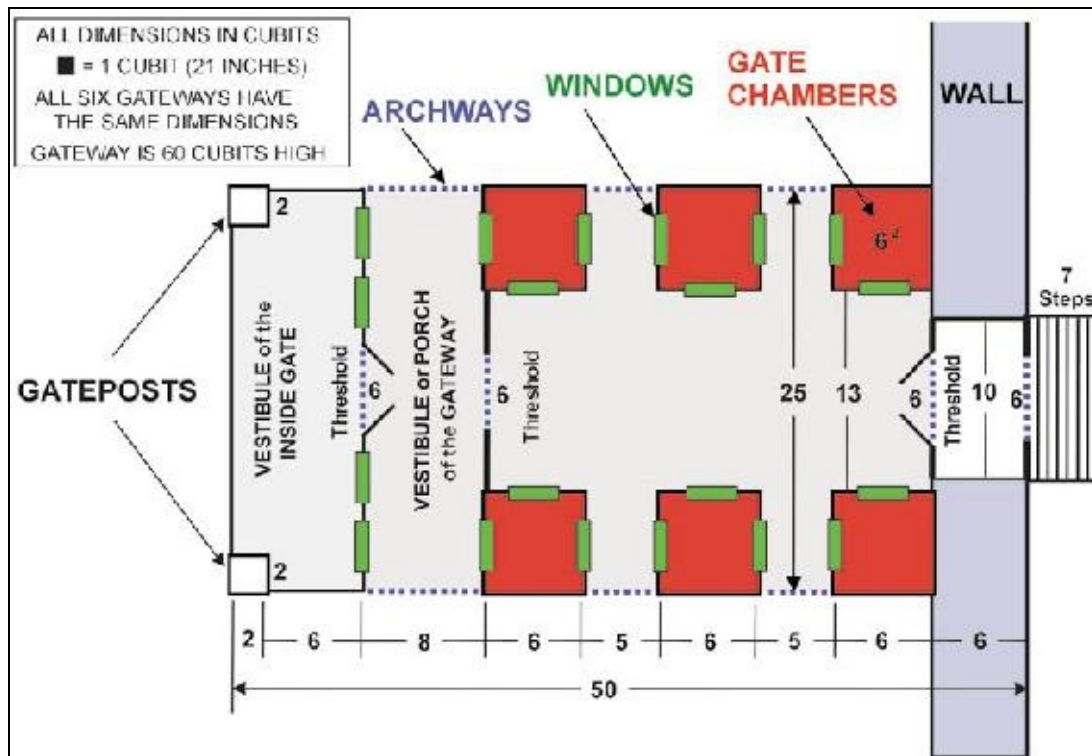 ALL DIMENSIONS IN CUBITS
■ = 1 CUBIT (21 INCHES)
ALL SIX GATEWAYS HAVE
THE SAME DIMENSIONS
GATEWAY IS 60 CUBITS HIGH
ARCHWAYS
WINDOWS
GATE
CHAMBERS
WALL
2
6²
7
Steps
GATEPOSTS
VESTIBULE of the
INSIDE GATE
Threshold
6
VESTIBULE or PORCH
of the GATEWAY
6
Threshold
25
13
6
Threshold
10
6
2
2
6
8
6
5
6
5
6
6
50